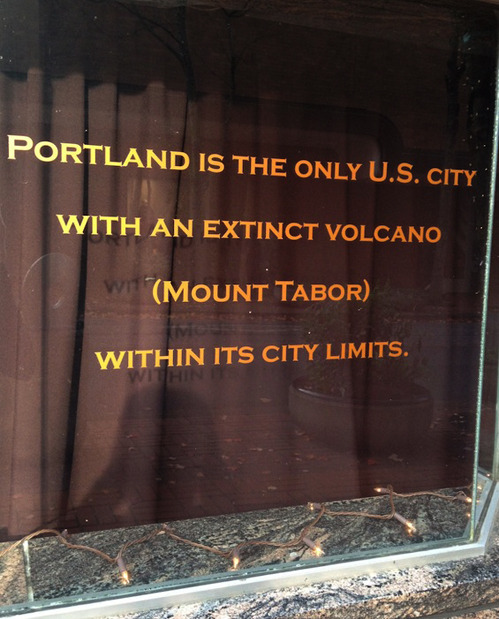 Portland is the only U.S. city
with an extinct volcano
(Mount Tabor)
within its city limits.